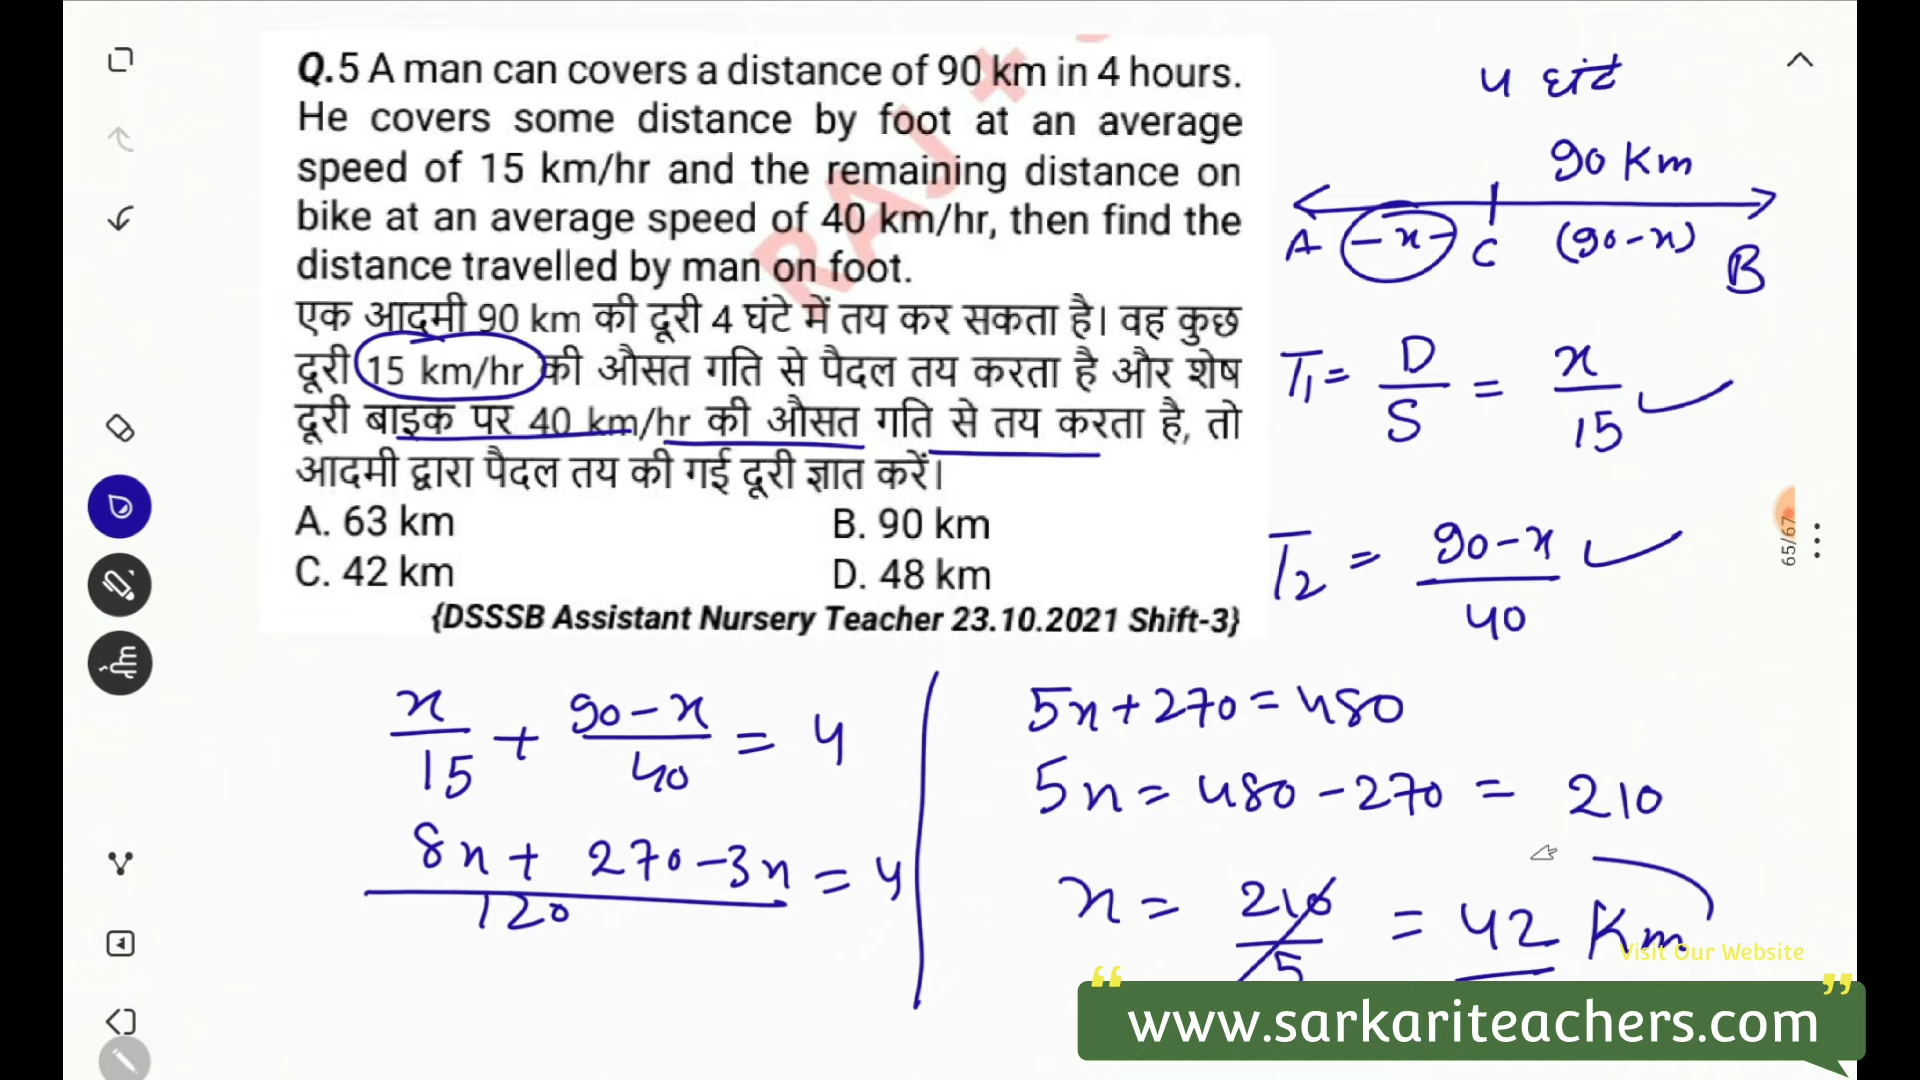 Q.5 A man can covers a distance of 90 km in 4 hours.
He covers some distance by foot at an average
speed of 15 km/hr and the remaining distance on
bike at an average speed of 40 km/hr, then find the
distance travelled by man on foot.
एक आदमी 90 km की दूरी 4 घंटे में तय कर सकता है। वह कुछ
दूरी 15 km/hr की औसत गति से पैदल तय करता है और शेष
दूरी बाइक पर 40 km/hr की औसत गति से तय करता है, तो
आदमी द्वारा पैदल तय की गई दूरी ज्ञात करें।
A. 63 km B. 90 km
C. 42 km D. 48 km
{DSSSB Assistant Nursery Teacher 23.10.2021 Shift-3}
RAJ
4 घंटे
90 Km
A - x - C (90-x) B
T1 = D/S = x/15
T2 = 90-x/40
x/15 + 90-x/40 = 4
8x + 270-3x/120 = 4
5x+270=480
5x = 480-270 = 210
x = 210/5 = 42 Km
65/67
Visit Our Website
“ www.sarkariteachers.com ”